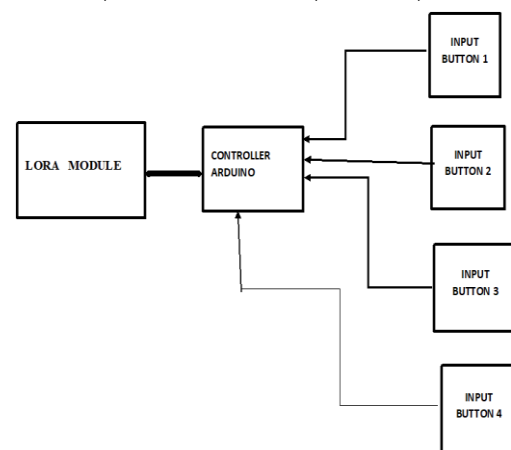 LORA MODULE
CONTROLLER
ARDUINO
INPUT
BUTTON 1
INPUT
BUTTON 2
INPUT
BUTTON 3
INPUT
BUTTON 4